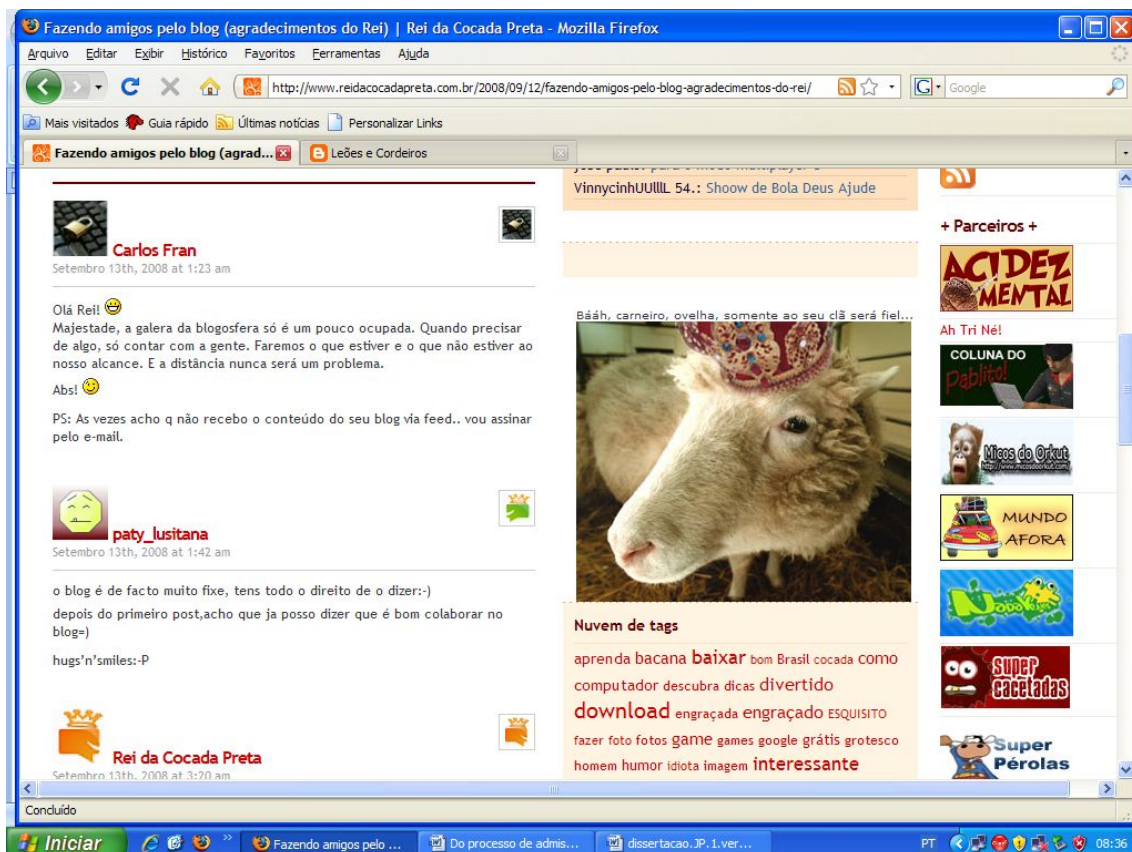 Fazendo amigos pelo blog (agradecimentos do Rei) | Rei da Cocada Preta - Mozilla Firefox
Arquivo Editar Exibir Histórico Favoritos Ferramentas Ajuda
http://www.reidacocadapreta.com.br/2008/09/12/fazendo-amigos-pelo-blog-agradecimentos-do-rei/
G Google
Mais visitados Guia rápido Últimas notícias Personalizar Links
Fazendo amigos pelo blog (agrad...
Leões e Cordeiros
Carlos Fran
Setembro 13th, 2008 at 1:23 am
Olá Rei!
Majestade, a galera da blogosfera só é um pouco ocupada. Quando precisar
de algo, só contar com a gente. Faremos o que estiver e o que não estiver ao
nosso alcance. E a distância nunca será um problema.
Abs!
PS: As vezes acho q não recebo o conteúdo do seu blog via feed.. vou assinar
pelo e-mail.
paty_lusitana
Setembro 13th, 2008 at 1:42 am
o blog é de facto muito fixe, tens todo o direito de o dizer:-)
depois do primeiro post,acho que ja posso dizer que é bom colaborar no
blog=)
hugs'n'smiles:-P
Rei da Cocada Preta
Setembro 13th, 2008 at 3:20 am
VinnycinhUUlllL 54.: Shoow de Bola Deus Ajude
Bááh, carneiro, ovelha, somente ao seu clã será fiel...
Nuvem de tags
aprenda bacana baixar bom Brasil cocada como
computador descubra dicas divertido
download engraçada engraçado ESQUISITO
fazer foto fotos game games google grátis grotesco
homem humor idiota imagem interessante
+ Parceiros +
ACIDEZ
MENTAL
Ah Tri Né!
COLUNA DO
Pablito!
Micos do Orkut
http://www.micosdoorkut.com/
MUNDO
AFORA
SUPER
cacetadas
Super
Pérolas
Concluído
Iniciar
Fazendo amigos pelo ...
Do processo de admis...
dissertacao.JP.1.ver...
PT
08:36